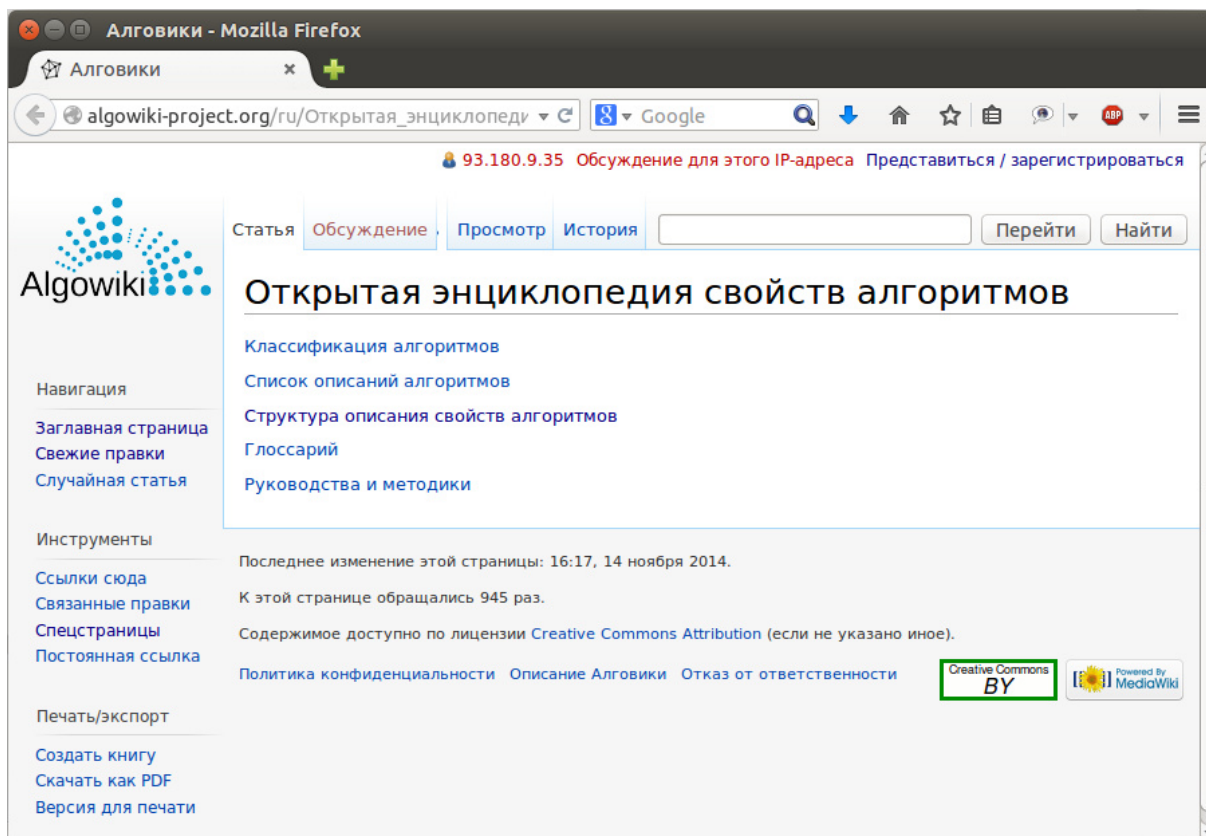 Алговики - Mozilla Firefox
Алговики
algowiki-project.org/ru/Открытая_энциклопеди
Google
ABP
93.180.9.35 Обсуждение для этого IP-адреса Представиться / зарегистрироваться
Статья Обсуждение Просмотр История Перейти Найти
Algowiki
Открытая энциклопедия свойств алгоритмов
Классификация алгоритмов
Список описаний алгоритмов
Структура описания свойств алгоритмов
Глоссарий
Руководства и методики
Навигация
Заглавная страница
Свежие правки
Случайная статья
Инструменты
Ссылки сюда
Связанные правки
Спецстраницы
Постоянная ссылка
Печать/экспорт
Создать книгу
Скачать как PDF
Версия для печати
Последнее изменение этой страницы: 16:17, 14 ноября 2014.
К этой странице обращались 945 раз.
Содержимое доступно по лицензии Creative Commons Attribution (если не указано иное).
Политика конфиденциальности Описание Алговики Отказ от ответственности
Creative Commons
BY
Powered By
MediaWiki